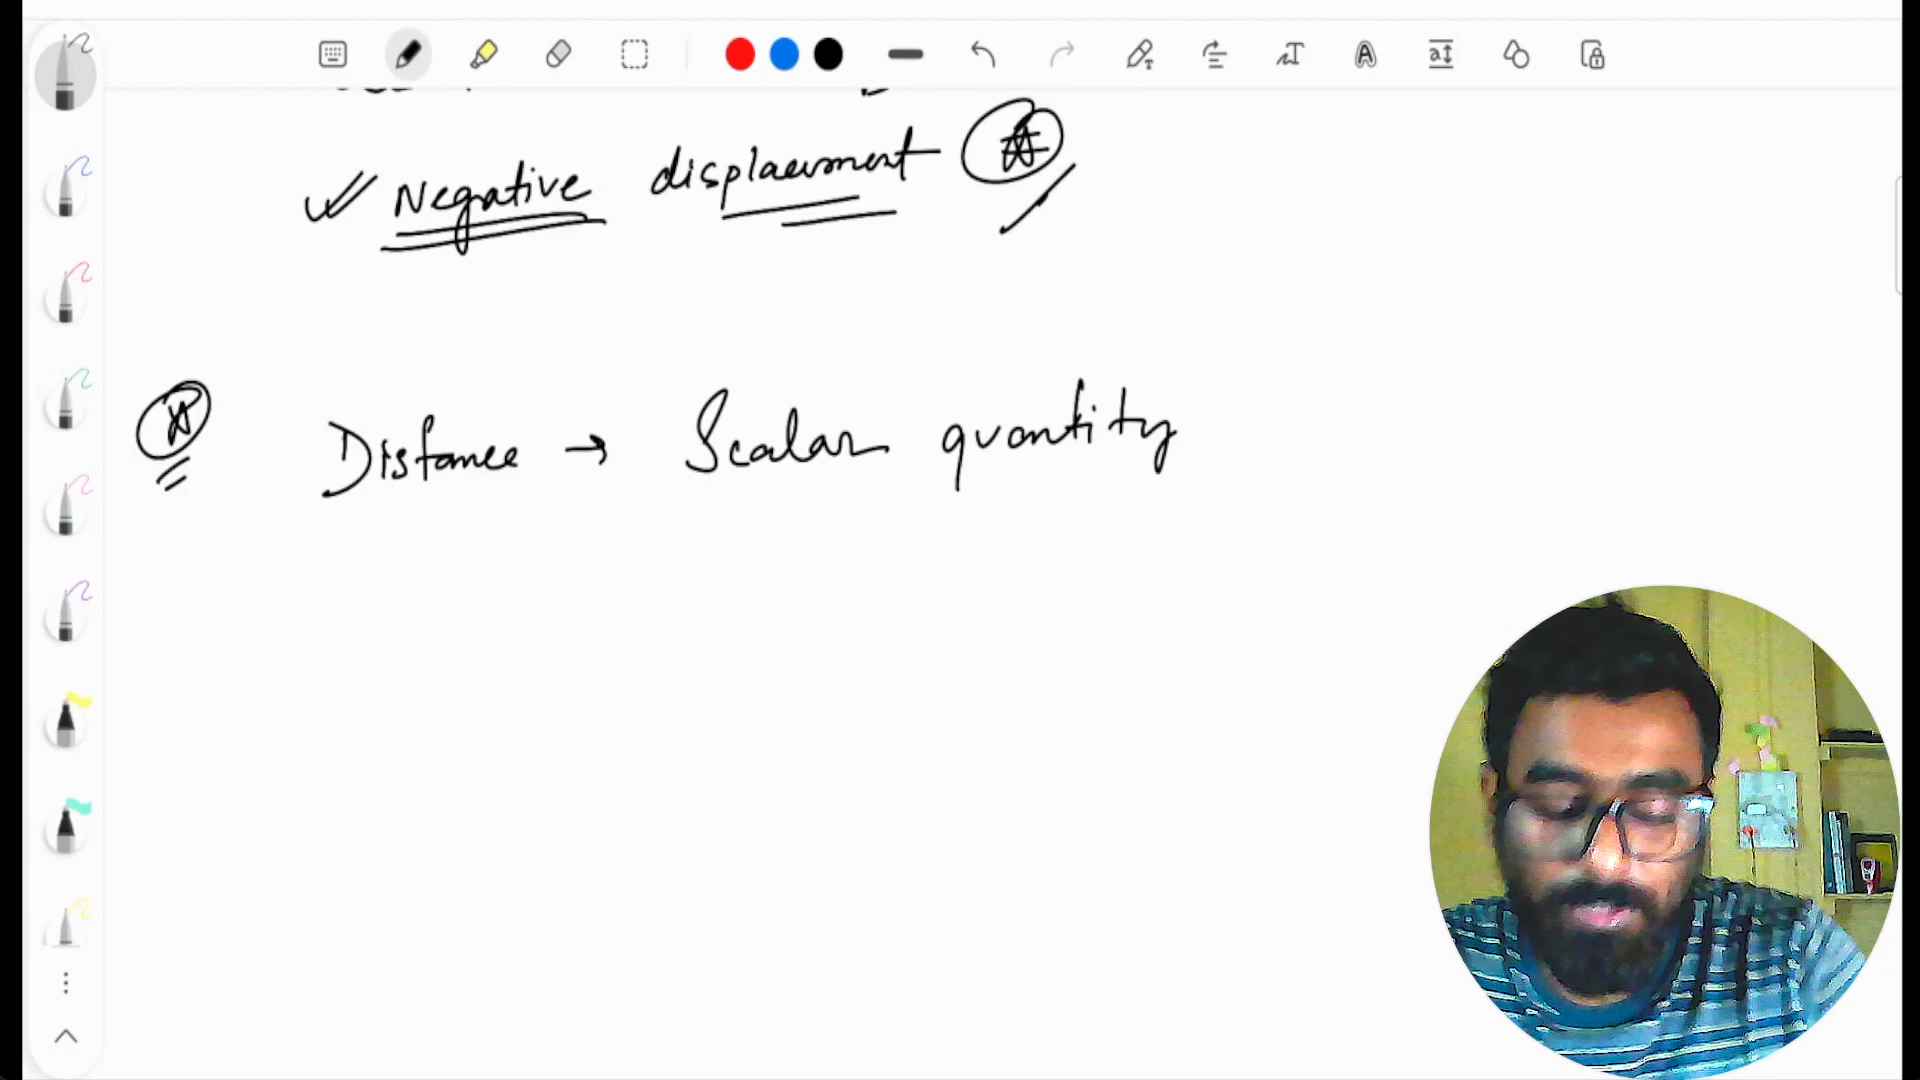 Negative displacement
Distance → Scalar quantity